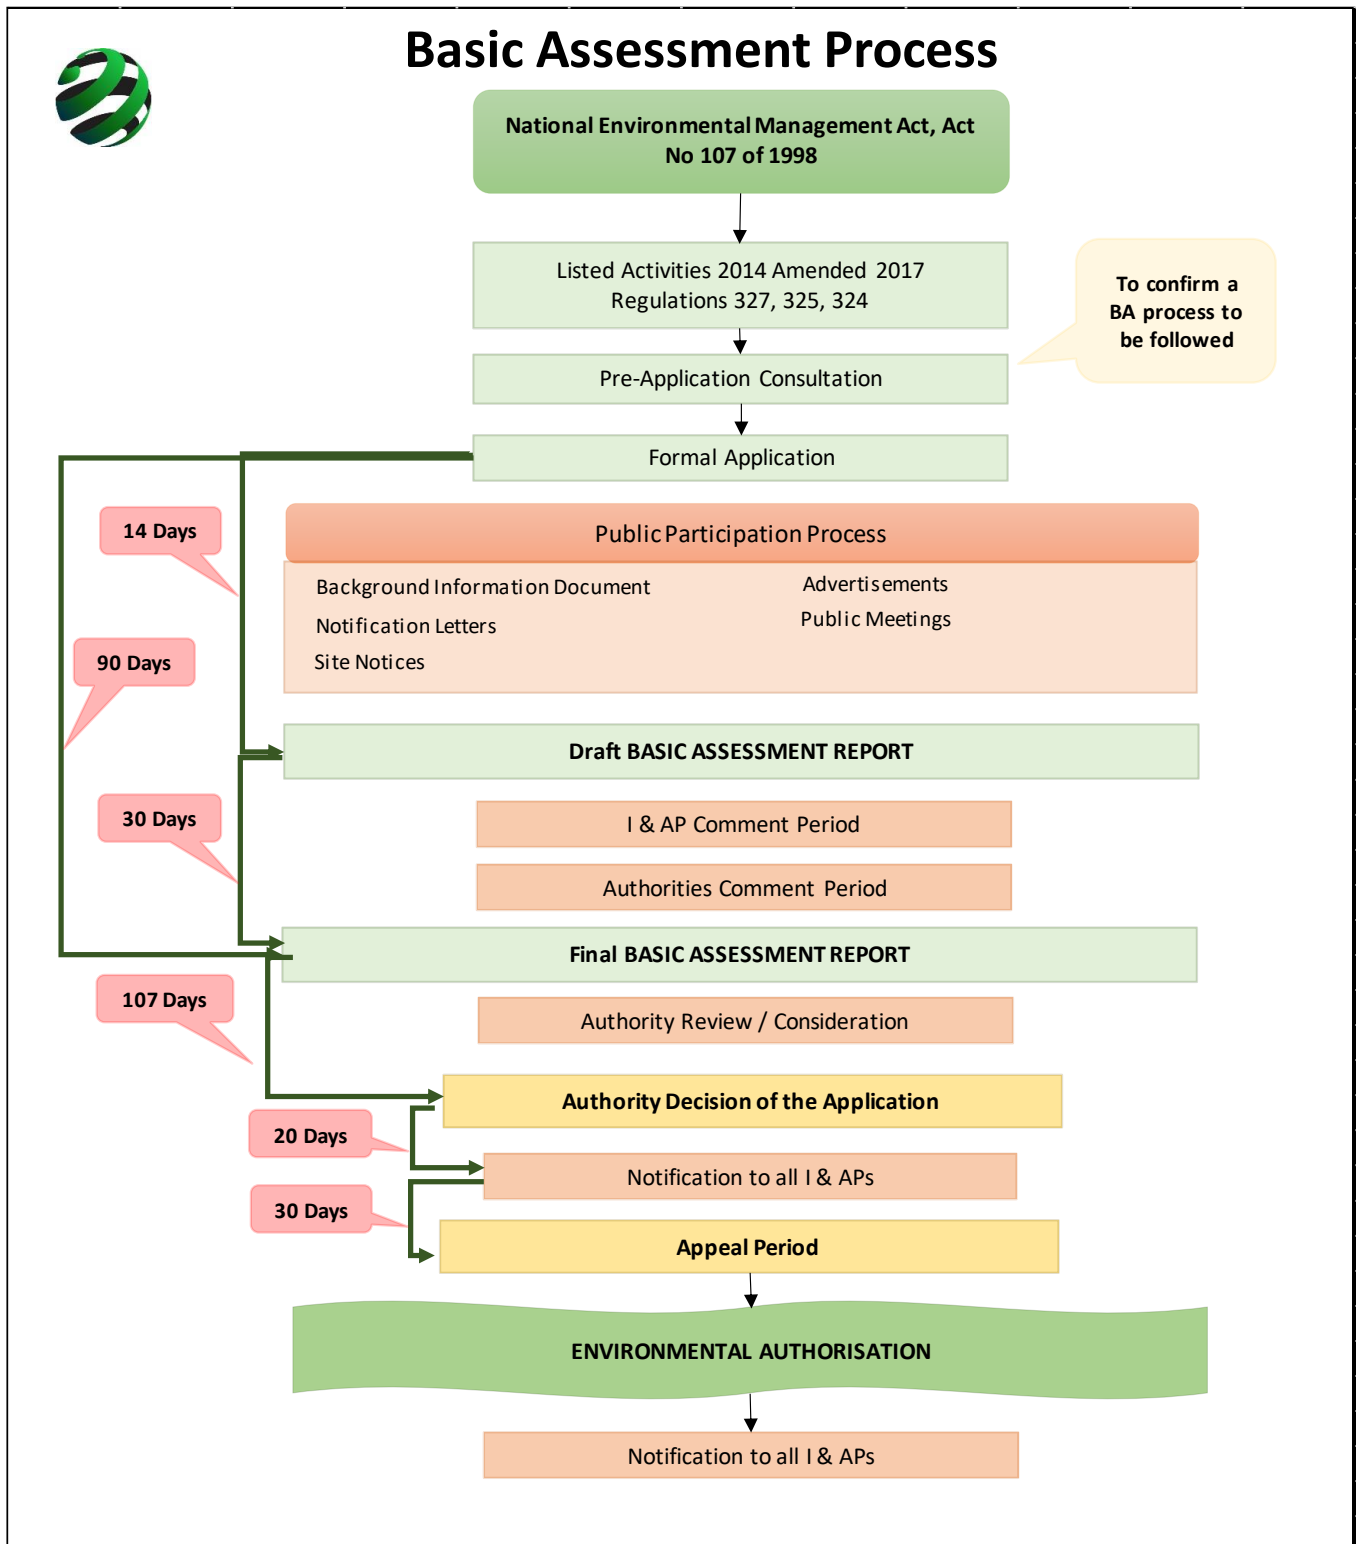 Basic Assessment Process
National Environmental Management Act, Act
No 107 of 1998
Listed Activities 2014 Amended 2017
Regulations 327, 325, 324
To confirm a
BA process to
be followed
Pre-Application Consultation
Formal Application
14 Days
Public Participation Process
Background Information Document
Advertisements
Notification Letters
Public Meetings
Site Notices
90 Days
Draft BASIC ASSESSMENT REPORT
30 Days
I & AP Comment Period
Authorities Comment Period
Final BASIC ASSESSMENT REPORT
107 Days
Authority Review / Consideration
Authority Decision of the Application
20 Days
Notification to all I & APs
30 Days
Appeal Period
ENVIRONMENTAL AUTHORISATION
Notification to all I & APs